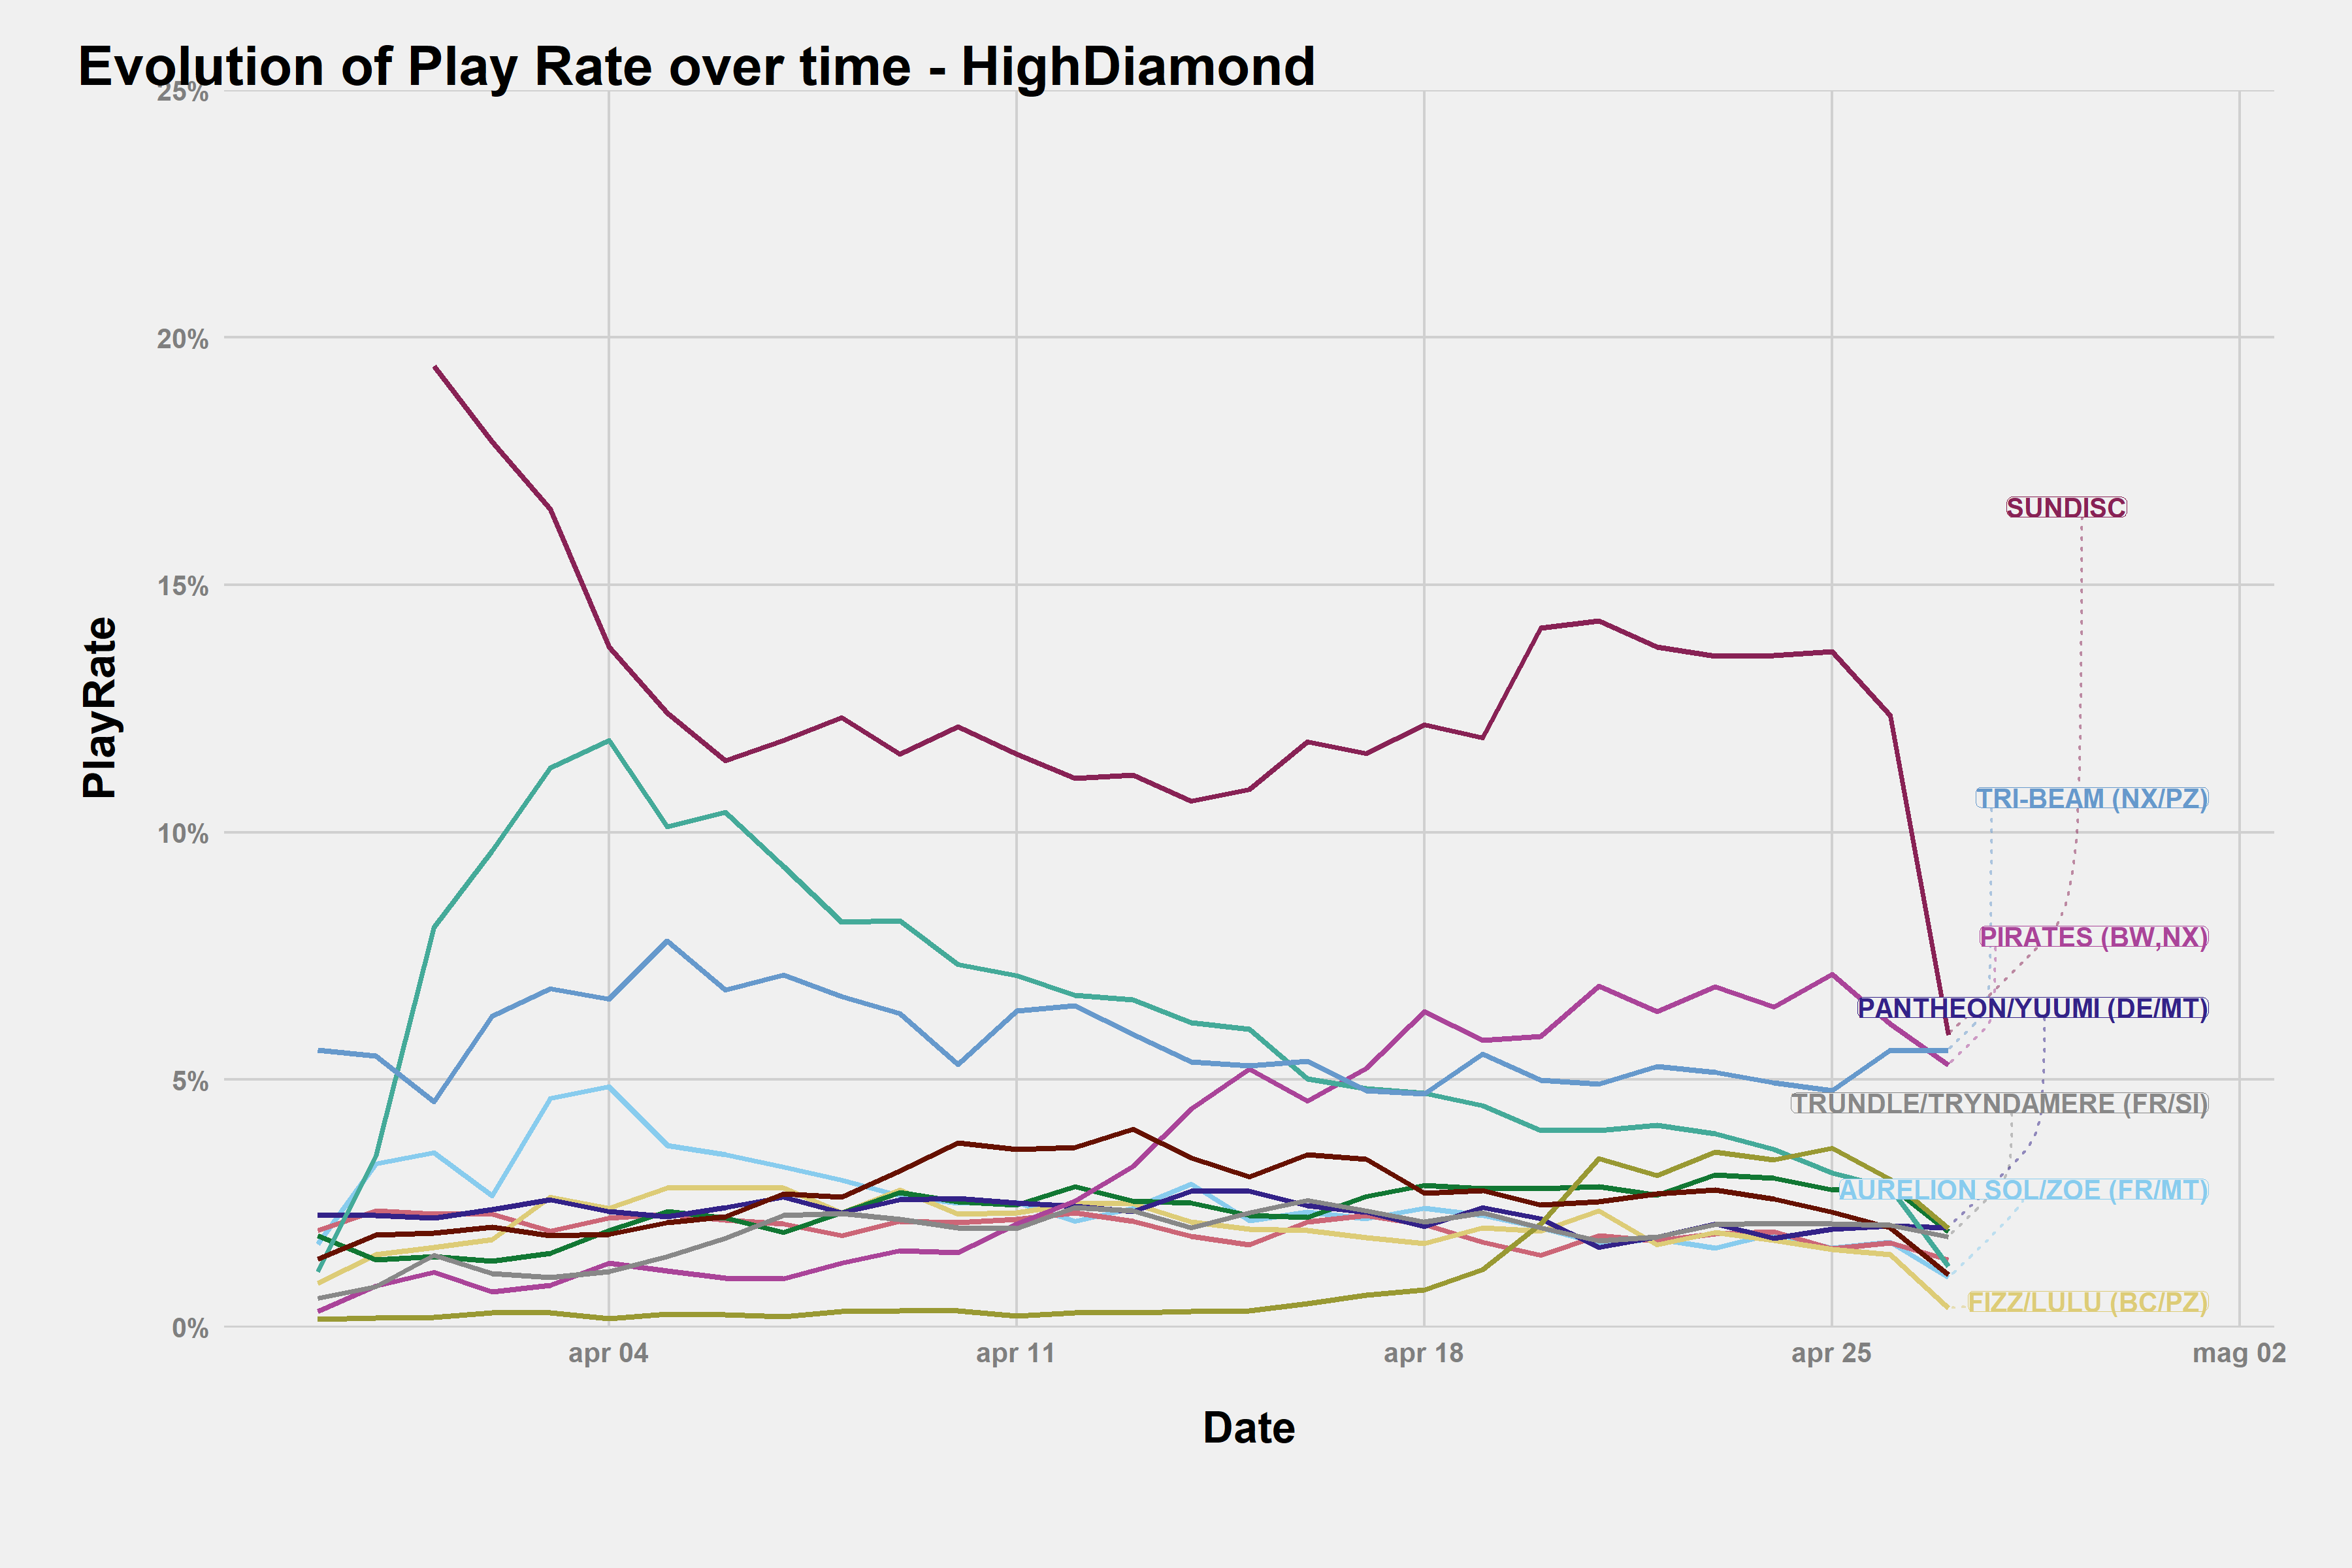 Evolution of Play Rate over time - HighDiamond
25%
20%
15%
10%
5%
0%
PlayRate
SUNDISC
TRI-BEAM (NX/PZ)
PIRATES (BW,NX)
PANTHEON/YUUMI (DE/MT)
TRUNDLE/TRYNDAMERE (FR/SI)
AURELION SOL/ZOE (FR/MT)
FIZZ/LULU (BC/PZ)
apr 04
apr 11
apr 18
apr 25
mag 02
Date